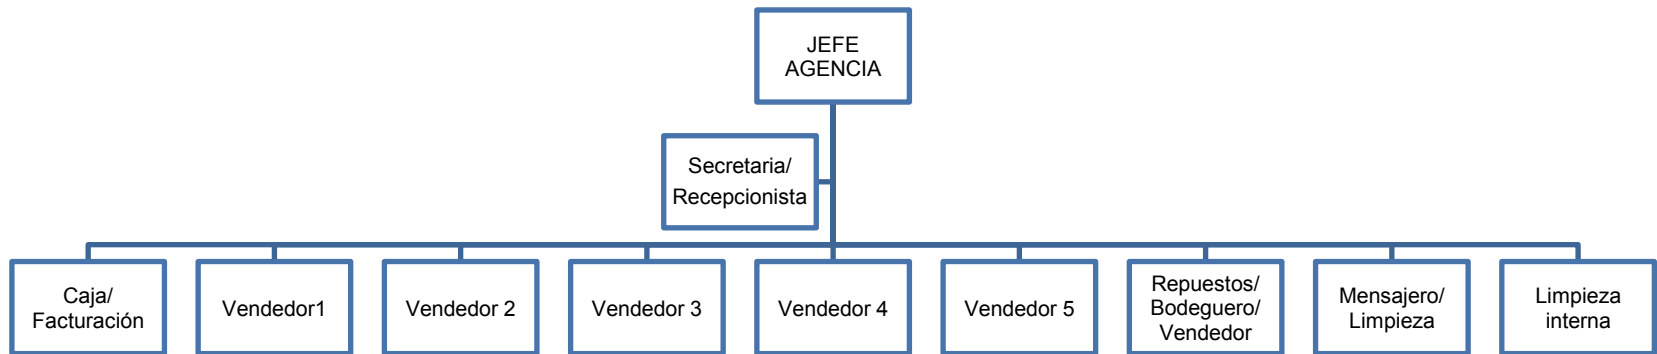 JEFE
AGENCIA
Secretaria/
Recepcionista
Caja/
Facturación
Vendedor1
Vendedor 2
Vendedor 3
Vendedor 4
Vendedor 5
Repuestos/
Bodeguero/
Vendedor
Mensajero/
Limpieza
Limpieza
interna